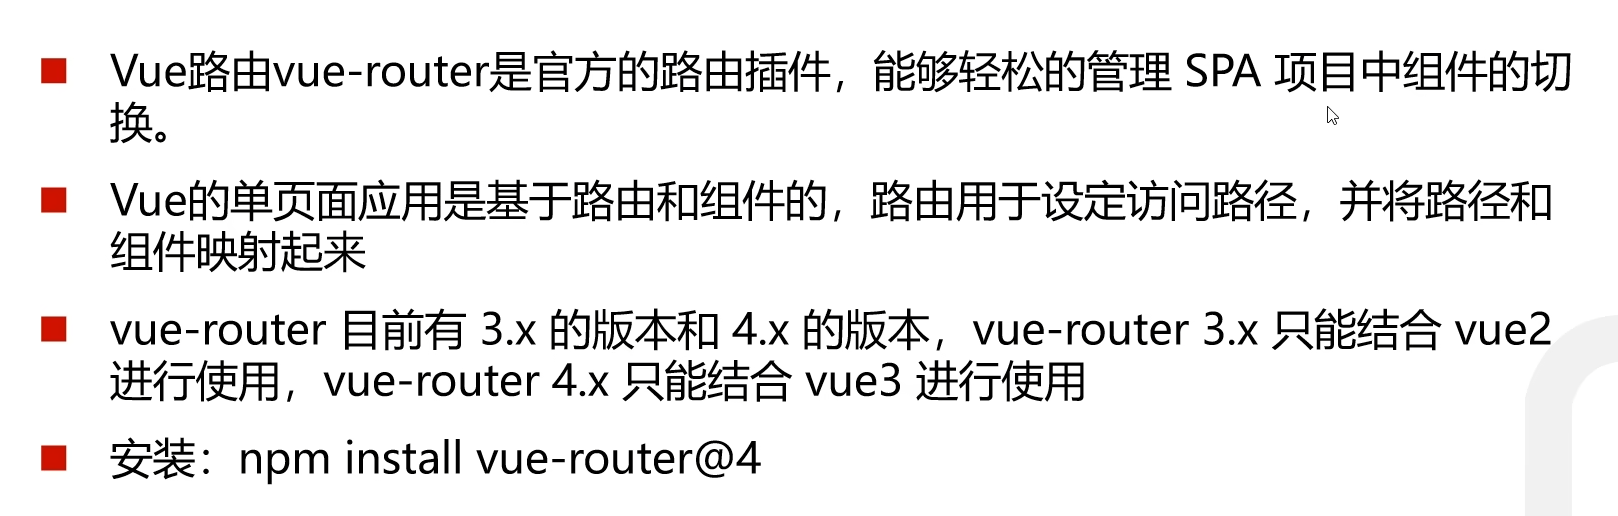 Vue路由vue-router是官方的路由插件，能够轻松的管理 SPA 项目中组件的切
换。
Vue的单页面应用是基于路由和组件的，路由用于设定访问路径，并将路径和
组件映射起来
vue-router 目前有 3.x 的版本和 4.x 的版本，vue-router 3.x 只能结合 vue2
进行使用，vue-router 4.x 只能结合 vue3 进行使用
安装：npm install vue-router@4